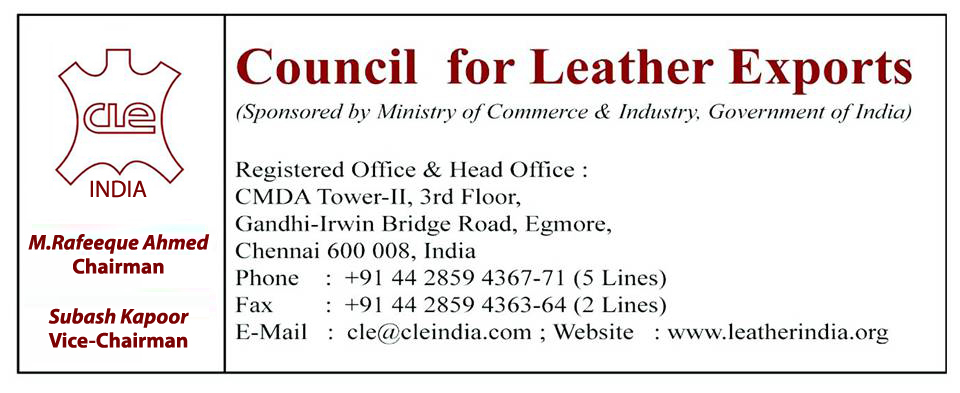 CLE
INDIA
M.Rafeeque Ahmed
Chairman
Subash Kapoor
Vice-Chairman
Council for Leather Exports
(Sponsored by Ministry of Commerce & Industry, Government of India)
Registered Office & Head Office :
CMDA Tower-II, 3rd Floor,
Gandhi-Irwin Bridge Road, Egmore,
Chennai 600 008, India
Phone : +91 44 2859 4367-71 (5 Lines)
Fax : +91 44 2859 4363-64 (2 Lines)
E-Mail : cle@cleindia.com ; Website : www.leatherindia.org